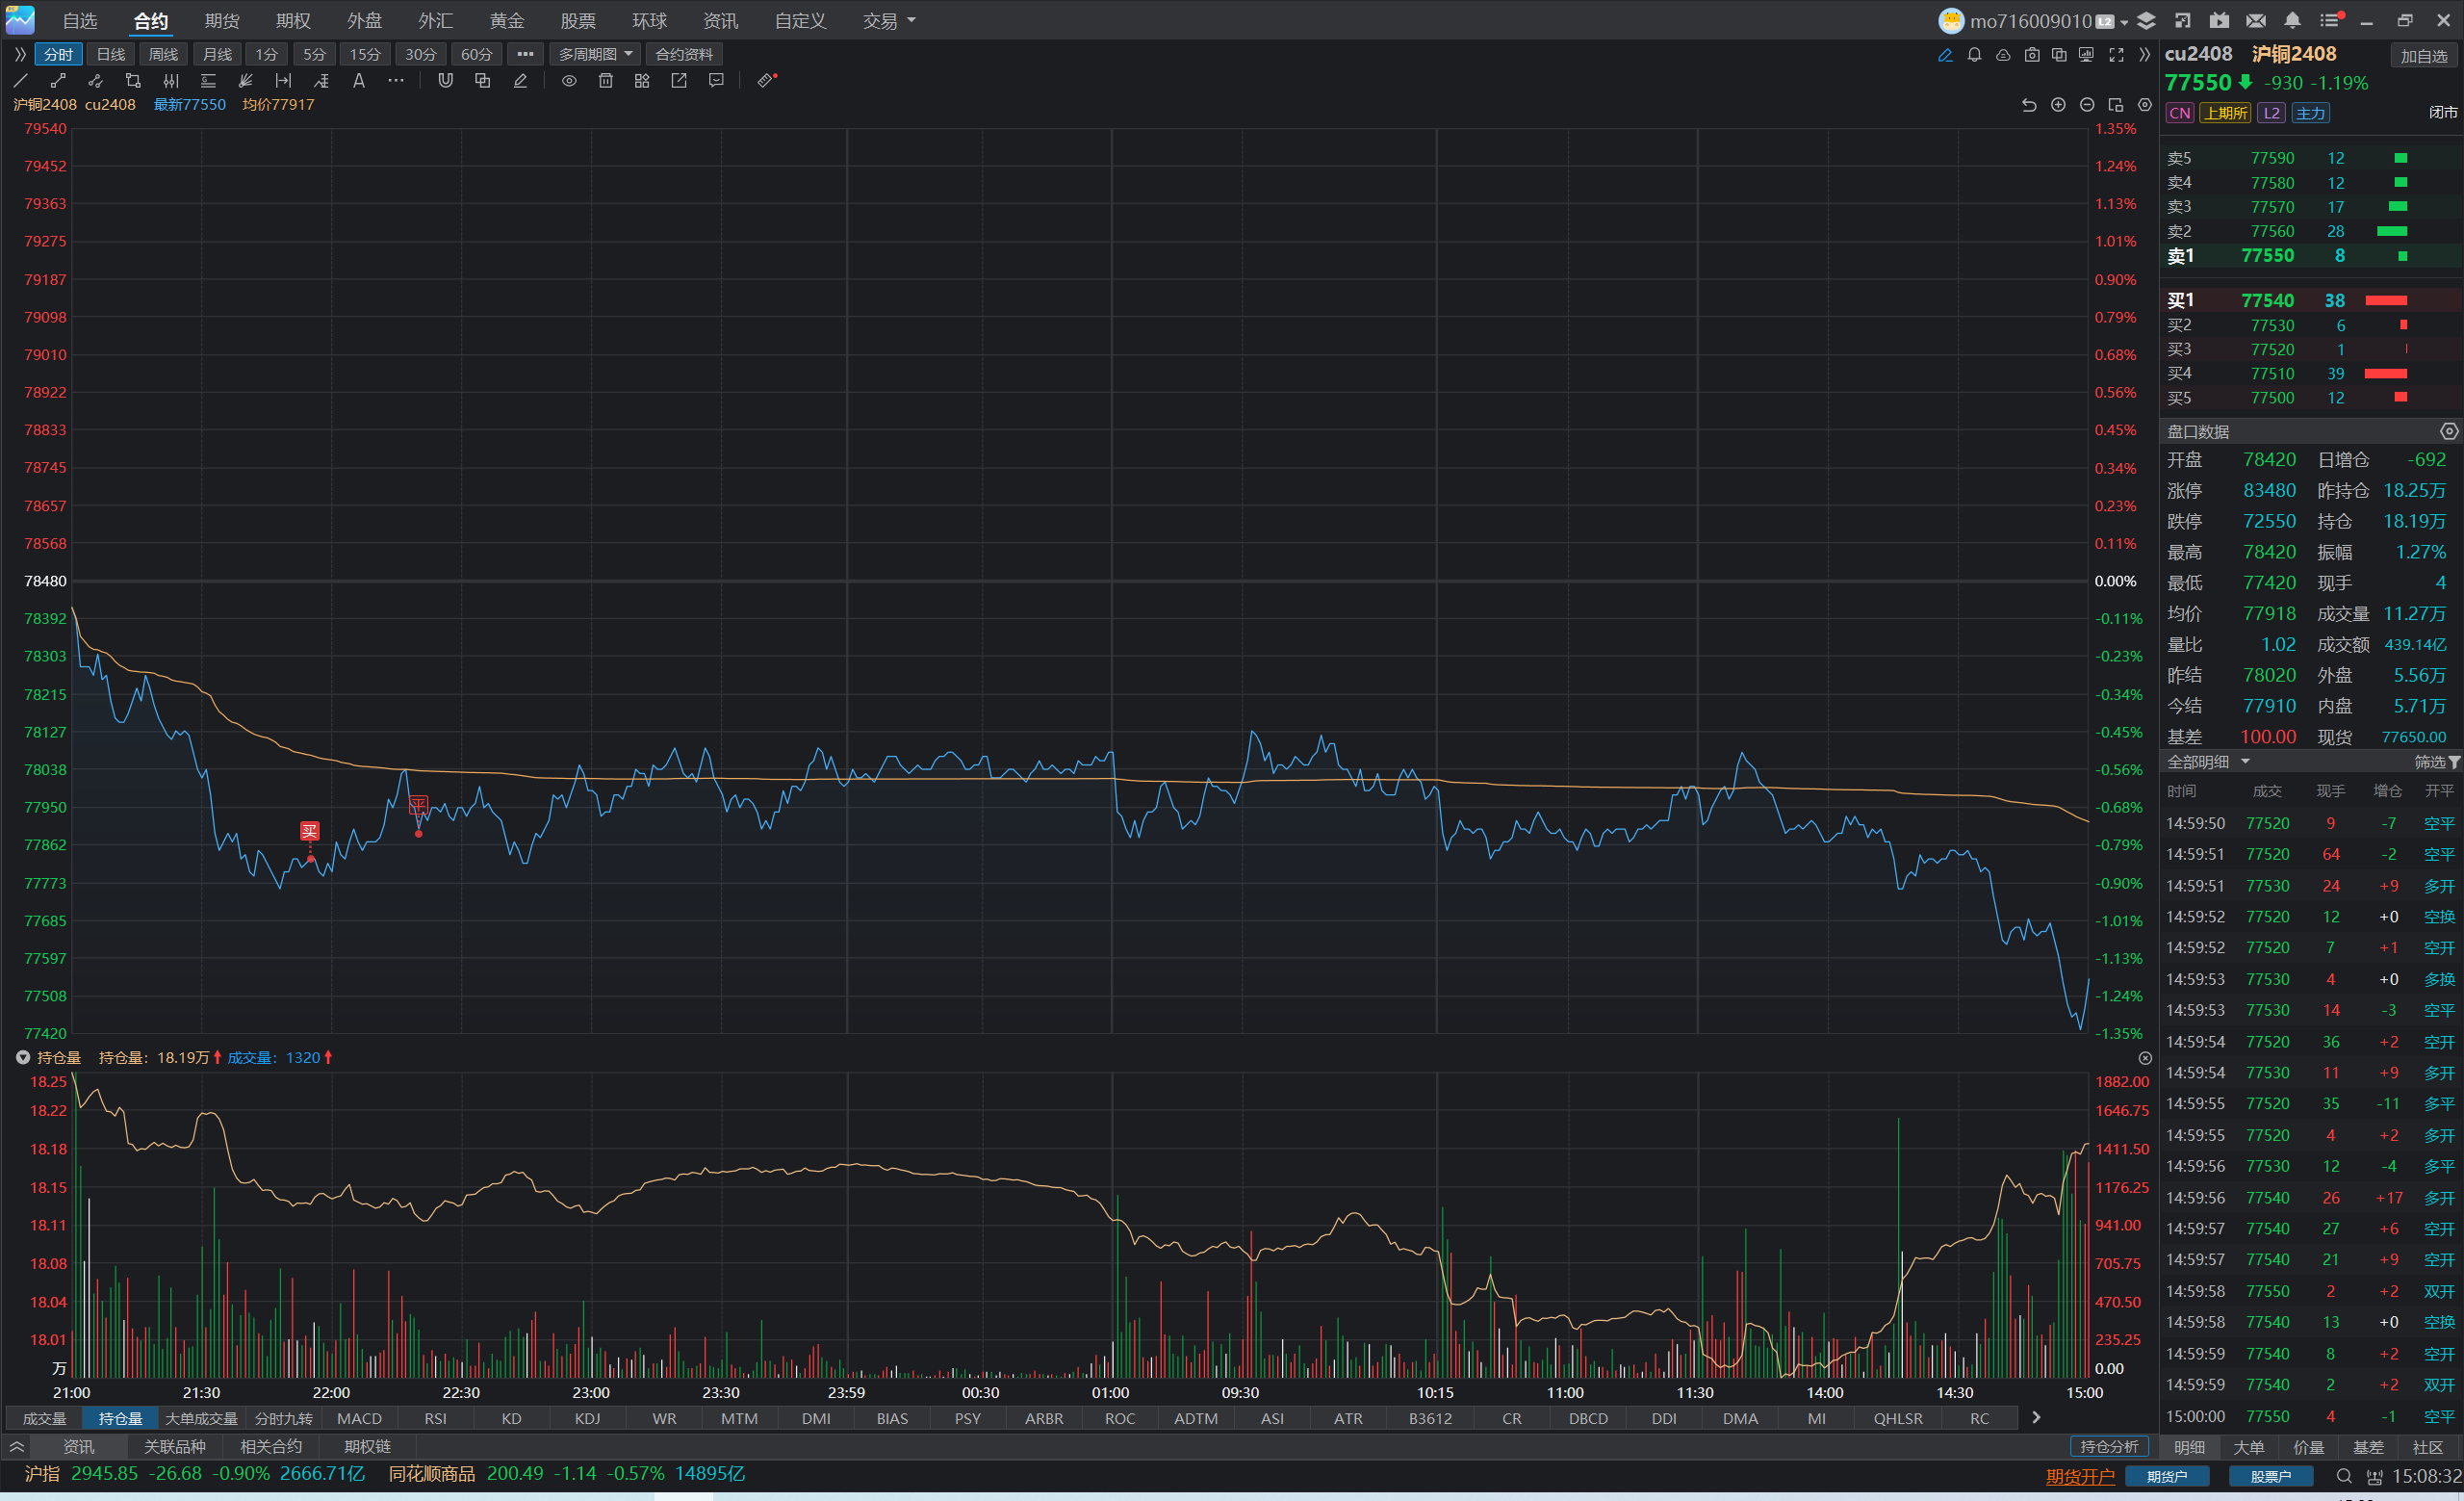 自选 合约 期货 期权 外盘 外汇 黄金 股票 环球 资讯 自定义 交易 mo716009010 L2
分时 日线 周线 月线 1分 5分 15分 30分 60分 ••• 多周期图 合约资料
沪铜2408 cu2408 最新77550 均价77917
79540 1.35%
79452 1.24%
79363 1.13%
79275 1.01%
79187 0.90%
79098 0.79%
79010 0.68%
78922 0.56%
78833 0.45%
78745 0.34%
78657 0.23%
78568 0.11%
78480 0.00%
78392 -0.11%
78303 -0.23%
78215 -0.34%
78127 -0.45%
78038 -0.56%
77950 平 -0.68%
买
77862 -0.79%
77773 -0.90%
77685 -1.01%
77597 -1.13%
77508 -1.24%
77420 -1.35%
持仓量 持仓量: 18.19万 成交量: 1320
18.25 1882.00
18.22 1646.75
18.18 1411.50
18.15 1176.25
18.11 941.00
18.08 705.75
18.04 470.50
18.01 235.25
万 0.00
21:00 21:30 22:00 22:30 23:00 23:30 23:59 00:30 01:00 09:30 10:15 11:00 11:30 14:00 14:30 15:00
成交量 持仓量 大单成交量 分时九转 MACD RSI KD KDJ WR MTM DMI BIAS PSY ARBR ROC ADTM ASI ATR B3612 CR DBCD DDI DMA MI QHLSR RC
资讯 关联品种 相关合约 期权链 持仓分析
cu2408 沪铜2408 加自选
77550 -930 -1.19%
CN 上期所 L2 主力 闭市
卖5 77590 12
卖4 77580 12
卖3 77570 17
卖2 77560 28
卖1 77550 8
买1 77540 38
买2 77530 6
买3 77520 1
买4 77510 39
买5 77500 12
盘口数据
开盘 78420 日增仓 -692
涨停 83480 昨持仓 18.25万
跌停 72550 持仓 18.19万
最高 78420 振幅 1.27%
最低 77420 现手 4
均价 77918 成交量 11.27万
量比 1.02 成交额 439.14亿
昨结 78020 外盘 5.56万
今结 77910 内盘 5.71万
基差 100.00 现货 77650.00
全部明细 筛选
时间 成交 现手 增仓 开平
14:59:50 77520 9 -7 空平
14:59:51 77520 64 -2 空平
14:59:51 77530 24 +9 多开
14:59:52 77520 12 +0 空换
14:59:52 77520 7 +1 空开
14:59:53 77530 4 +0 多换
14:59:53 77530 14 -3 空平
14:59:54 77520 36 +2 空开
14:59:54 77530 11 +9 多开
14:59:55 77520 35 -11 多平
14:59:55 77520 4 +2 多开
14:59:56 77530 12 -4 多平
14:59:56 77540 26 +17 多开
14:59:57 77540 27 +6 空开
14:59:57 77540 21 +9 空开
14:59:58 77550 2 +2 双开
14:59:58 77540 13 +0 空换
14:59:59 77540 8 +2 空开
14:59:59 77540 2 +2 双开
15:00:00 77550 4 -1 空平
明细 大单 价量 基差 社区
沪指 2945.85 -26.68 -0.90% 2666.71亿 同花顺商品 200.49 -1.14 -0.57% 14895亿 期货开户 期货户 股票户 15:08:32